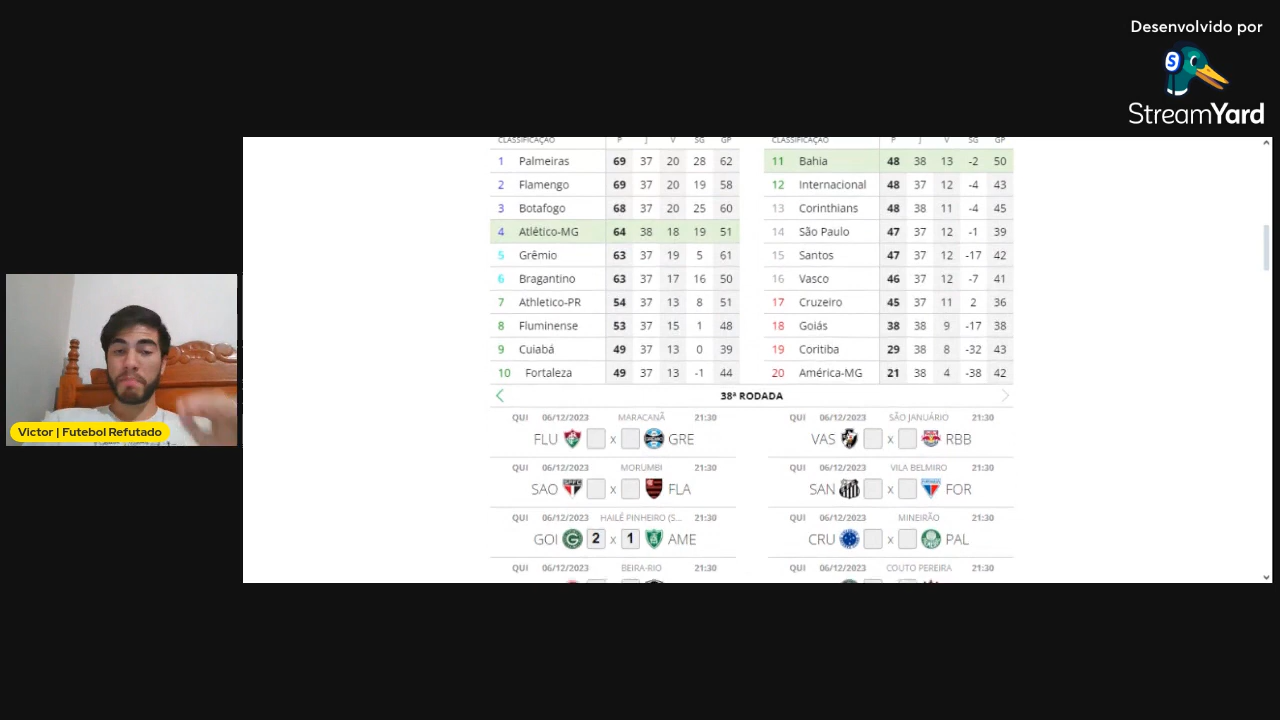 Desenvolvido por
StreamYard
CLASSIFICAÇÃO P J V SG GP
1 Palmeiras 69 37 20 28 62
2 Flamengo 69 37 20 19 58
3 Botafogo 68 37 20 25 60
4 Atlético-MG 64 38 18 19 51
5 Grêmio 63 37 19 5 61
6 Bragantino 63 37 17 16 50
7 Athletico-PR 54 37 13 8 51
8 Fluminense 53 37 15 1 48
9 Cuiabá 49 37 13 0 39
10 Fortaleza 49 37 13 -1 44
CLASSIFICAÇÃO P J V SG GP
11 Bahia 48 38 13 -2 50
12 Internacional 48 37 12 -4 43
13 Corinthians 48 38 11 -4 45
14 São Paulo 47 37 12 -1 39
15 Santos 47 37 12 -17 42
16 Vasco 46 37 12 -7 41
17 Cruzeiro 45 37 11 2 36
18 Goiás 38 38 9 -17 38
19 Coritiba 29 38 8 -32 43
20 América-MG 21 38 4 -38 42
38ª RODADA
QUI 06/12/2023 MARACANÃ 21:30
FLU x GRE
QUI 06/12/2023 SÃO JANUÁRIO 21:30
VAS x RBB
QUI 06/12/2023 MORUMBI 21:30
SAO x FLA
QUI 06/12/2023 VILA BELMIRO 21:30
SAN x FOR
QUI 06/12/2023 HAILÉ PINHEIRO (S... 21:30
GOI 2 x 1 AME
QUI 06/12/2023 MINEIRÃO 21:30
CRU x PAL
QUI 06/12/2023 BEIRA-RIO 21:30
QUI 06/12/2023 COUTO PEREIRA 21:30
Victor | Futebol Refutado